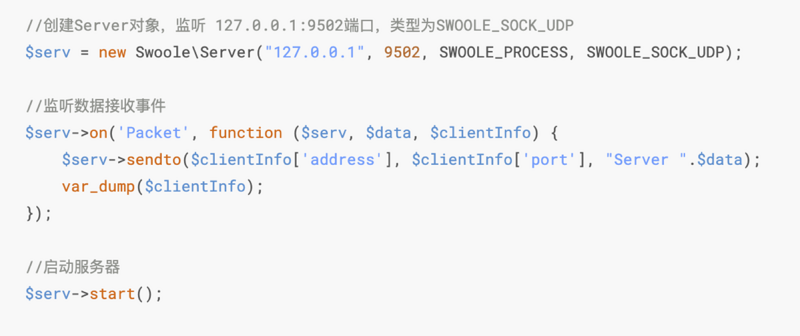 //创建Server对象，监听 127.0.0.1:9502端口，类型为SWOOLE_SOCK_UDP
$serv = new Swoole\Server("127.0.0.1", 9502, SWOOLE_PROCESS, SWOOLE_SOCK_UDP);
//监听数据接收事件
$serv->on('Packet', function ($serv, $data, $clientInfo) {
    $serv->sendto($clientInfo['address'], $clientInfo['port'], "Server ".$data);
    var_dump($clientInfo);
});
//启动服务器
$serv->start();